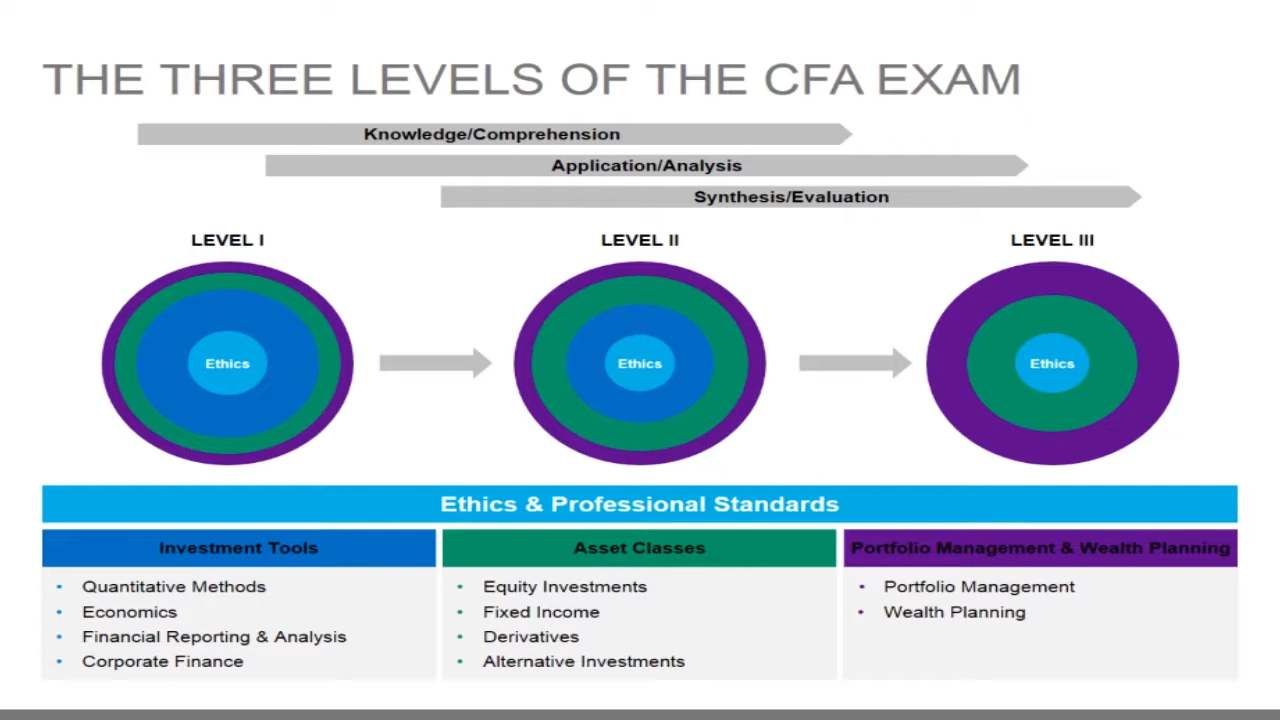 THE THREE LEVELS OF THE CFA EXAM
Knowledge/Comprehension
Application/Analysis
Synthesis/Evaluation
LEVEL I
LEVEL II
LEVEL III
Ethics
Ethics
Ethics
Ethics & Professional Standards
Investment Tools
• Quantitative Methods
• Economics
• Financial Reporting & Analysis
• Corporate Finance
Asset Classes
• Equity Investments
• Fixed Income
• Derivatives
• Alternative Investments
Portfolio Management & Wealth Planning
• Portfolio Management
• Wealth Planning